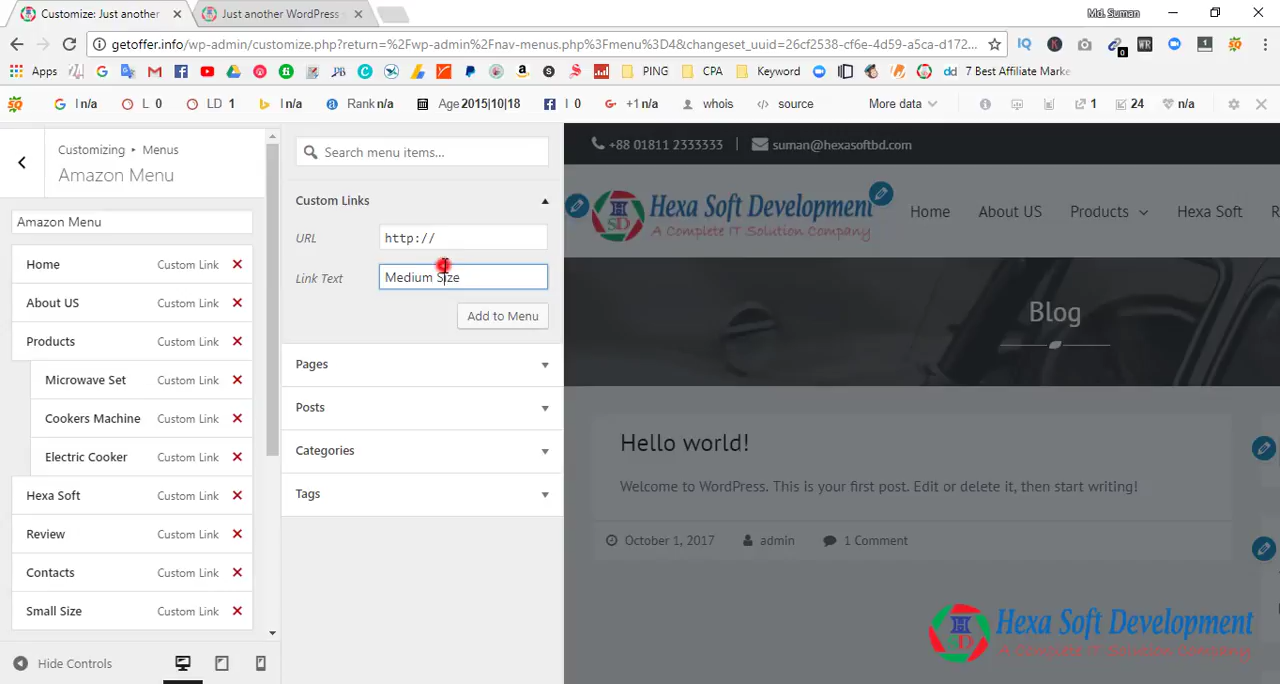 Customize: Just another
Just another WordPress
Md. Suman
getoffer.info/wp-admin/customize.php?return=%2Fwp-admin%2Fnav-menus.php%3Fmenu%3D4&changeset_uuid=26cf2538-cf6e-4d59-a5ca-d172...
Apps
PING
CPA
Keyword
7 Best Affiliate Marke
I n/a
L 0
LD 1
I n/a
Rank n/a
Age 2015|10|18
I 0
+1 n/a
whois
source
More data
1
24
n/a
Customizing ▸ Menus
Amazon Menu
Amazon Menu
Home Custom Link
About US Custom Link
Products Custom Link
Microwave Set Custom Link
Cookers Machine Custom Link
Electric Cooker Custom Link
Hexa Soft Custom Link
Review Custom Link
Contacts Custom Link
Small Size Custom Link
Hide Controls
Search menu items...
Custom Links
URL http://
Link Text Medium Size
Add to Menu
Pages
Posts
Categories
Tags
+88 01811 2333333 | suman@hexasoftbd.com
Hexa Soft Development
A Complete IT Solution Company
Home About US Products Hexa Soft R
Blog
Hello world!
Welcome to WordPress. This is your first post. Edit or delete it, then start writing!
October 1, 2017 admin 1 Comment
Hexa Soft Development
A Complete IT Solution Company